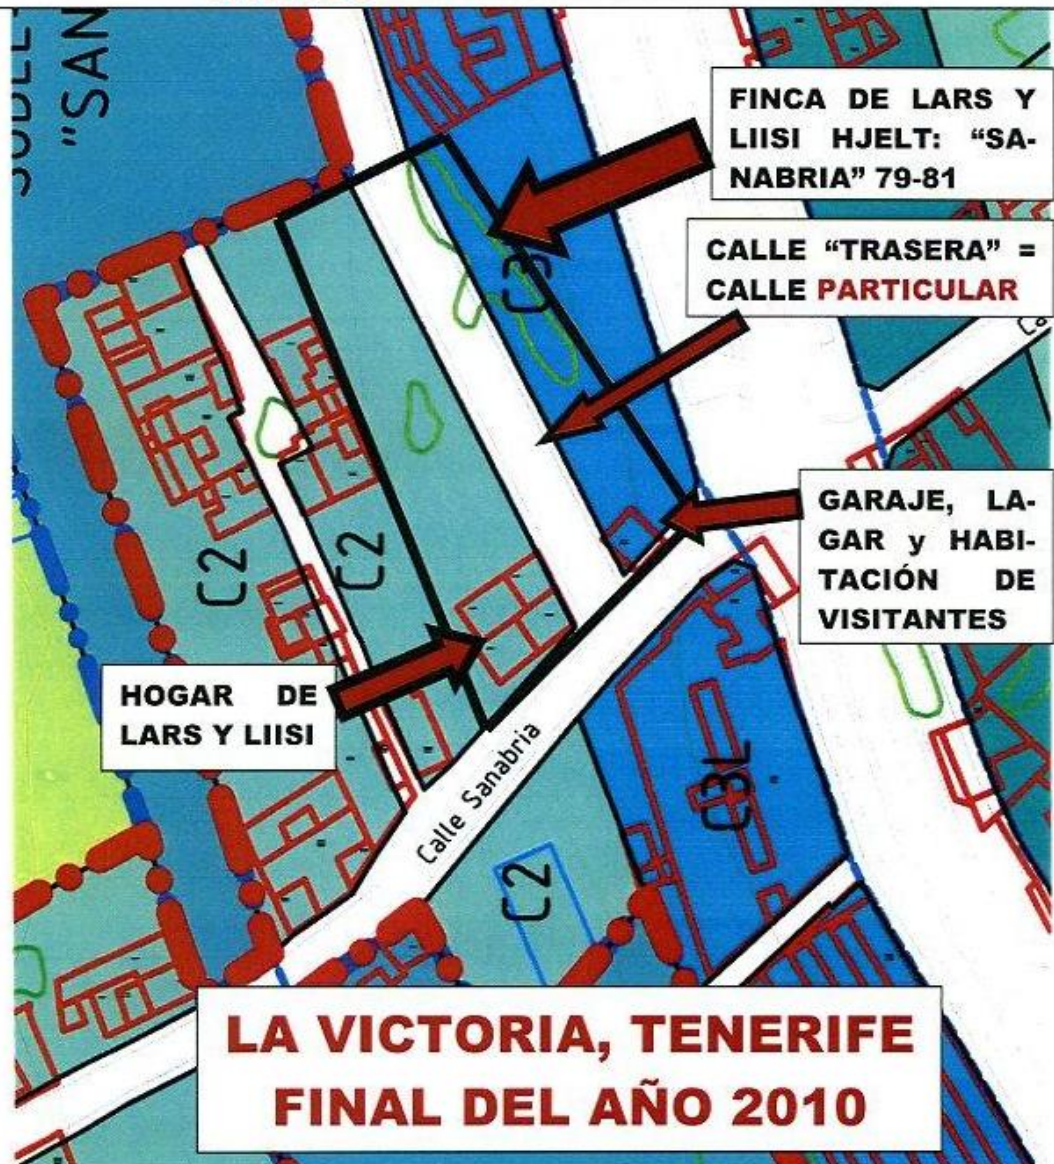 "SAN
FINCA DE LARS Y
LIISI HJELT: "SA-
NABRIA" 79-81
CALLE "TRASERA" =
CALLE PARTICULAR
C3
Ca
GARAJE, LA-
GAR y HABI-
TACIÓN DE
VISITANTES
C2
C2
HOGAR DE
LARS Y LIISI
Calle Sanabria
C3L
C2
LA VICTORIA, TENERIFE
FINAL DEL AÑO 2010